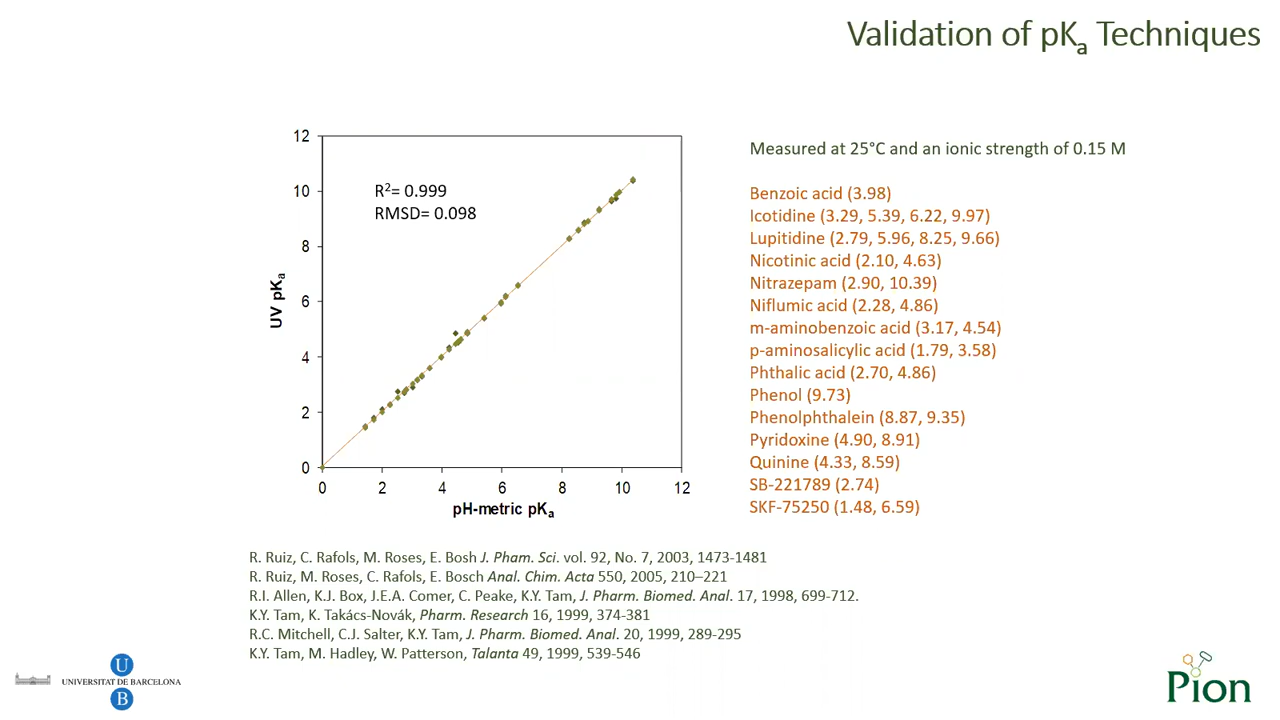 Validation of pKa Techniques
12
10
8
6
4
2
0
UV pKa
R2= 0.999
RMSD= 0.098
0 2 4 6 8 10 12
pH-metric pKa
Measured at 25°C and an ionic strength of 0.15 M
Benzoic acid (3.98)
Icotidine (3.29, 5.39, 6.22, 9.97)
Lupitidine (2.79, 5.96, 8.25, 9.66)
Nicotinic acid (2.10, 4.63)
Nitrazepam (2.90, 10.39)
Niflumic acid (2.28, 4.86)
m-aminobenzoic acid (3.17, 4.54)
p-aminosalicylic acid (1.79, 3.58)
Phthalic acid (2.70, 4.86)
Phenol (9.73)
Phenolphthalein (8.87, 9.35)
Pyridoxine (4.90, 8.91)
Quinine (4.33, 8.59)
SB-221789 (2.74)
SKF-75250 (1.48, 6.59)
R. Ruiz, C. Rafols, M. Roses, E. Bosh J. Pham. Sci. vol. 92, No. 7, 2003, 1473-1481
R. Ruiz, M. Roses, C. Rafols, E. Bosch Anal. Chim. Acta 550, 2005, 210–221
R.I. Allen, K.J. Box, J.E.A. Comer, C. Peake, K.Y. Tam, J. Pharm. Biomed. Anal. 17, 1998, 699-712.
K.Y. Tam, K. Takács-Novák, Pharm. Research 16, 1999, 374-381
R.C. Mitchell, C.J. Salter, K.Y. Tam, J. Pharm. Biomed. Anal. 20, 1999, 289-295
K.Y. Tam, M. Hadley, W. Patterson, Talanta 49, 1999, 539-546
U
UNIVERSITAT DE BARCELONA
B
Pion